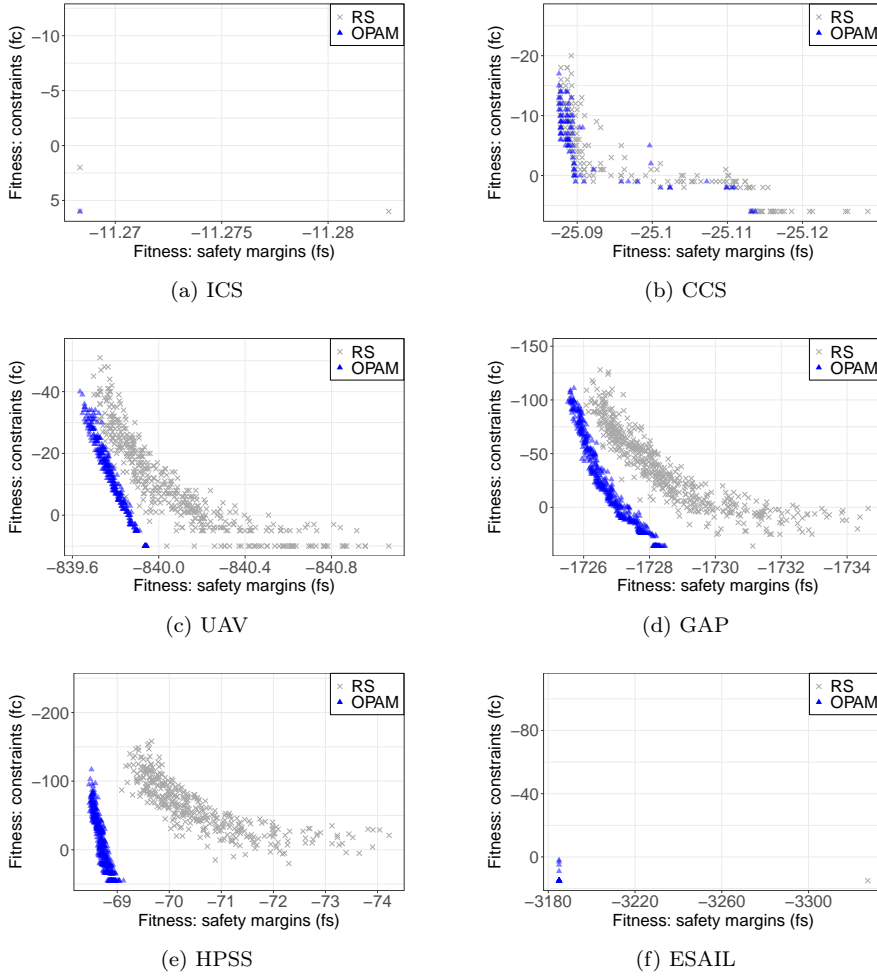 RS
OPAM
Fitness: constraints (fc)
−10
−5
0
5
−11.27
−11.275
−11.28
Fitness: safety margins (fs)
(a) ICS
RS
OPAM
Fitness: constraints (fc)
−20
−10
0
−25.09
−25.1
−25.11
−25.12
Fitness: safety margins (fs)
(b) CCS
RS
OPAM
Fitness: constraints (fc)
−40
−20
0
−839.6
−840.0
−840.4
−840.8
Fitness: safety margins (fs)
(c) UAV
RS
OPAM
Fitness: constraints (fc)
−150
−100
−50
0
−1726
−1728
−1730
−1732
−1734
Fitness: safety margins (fs)
(d) GAP
RS
OPAM
Fitness: constraints (fc)
−200
−100
0
−69
−70
−71
−72
−73
−74
Fitness: safety margins (fs)
(e) HPSS
RS
OPAM
Fitness: constraints (fc)
−80
−40
0
−3180
−3220
−3260
−3300
Fitness: safety margins (fs)
(f) ESAIL